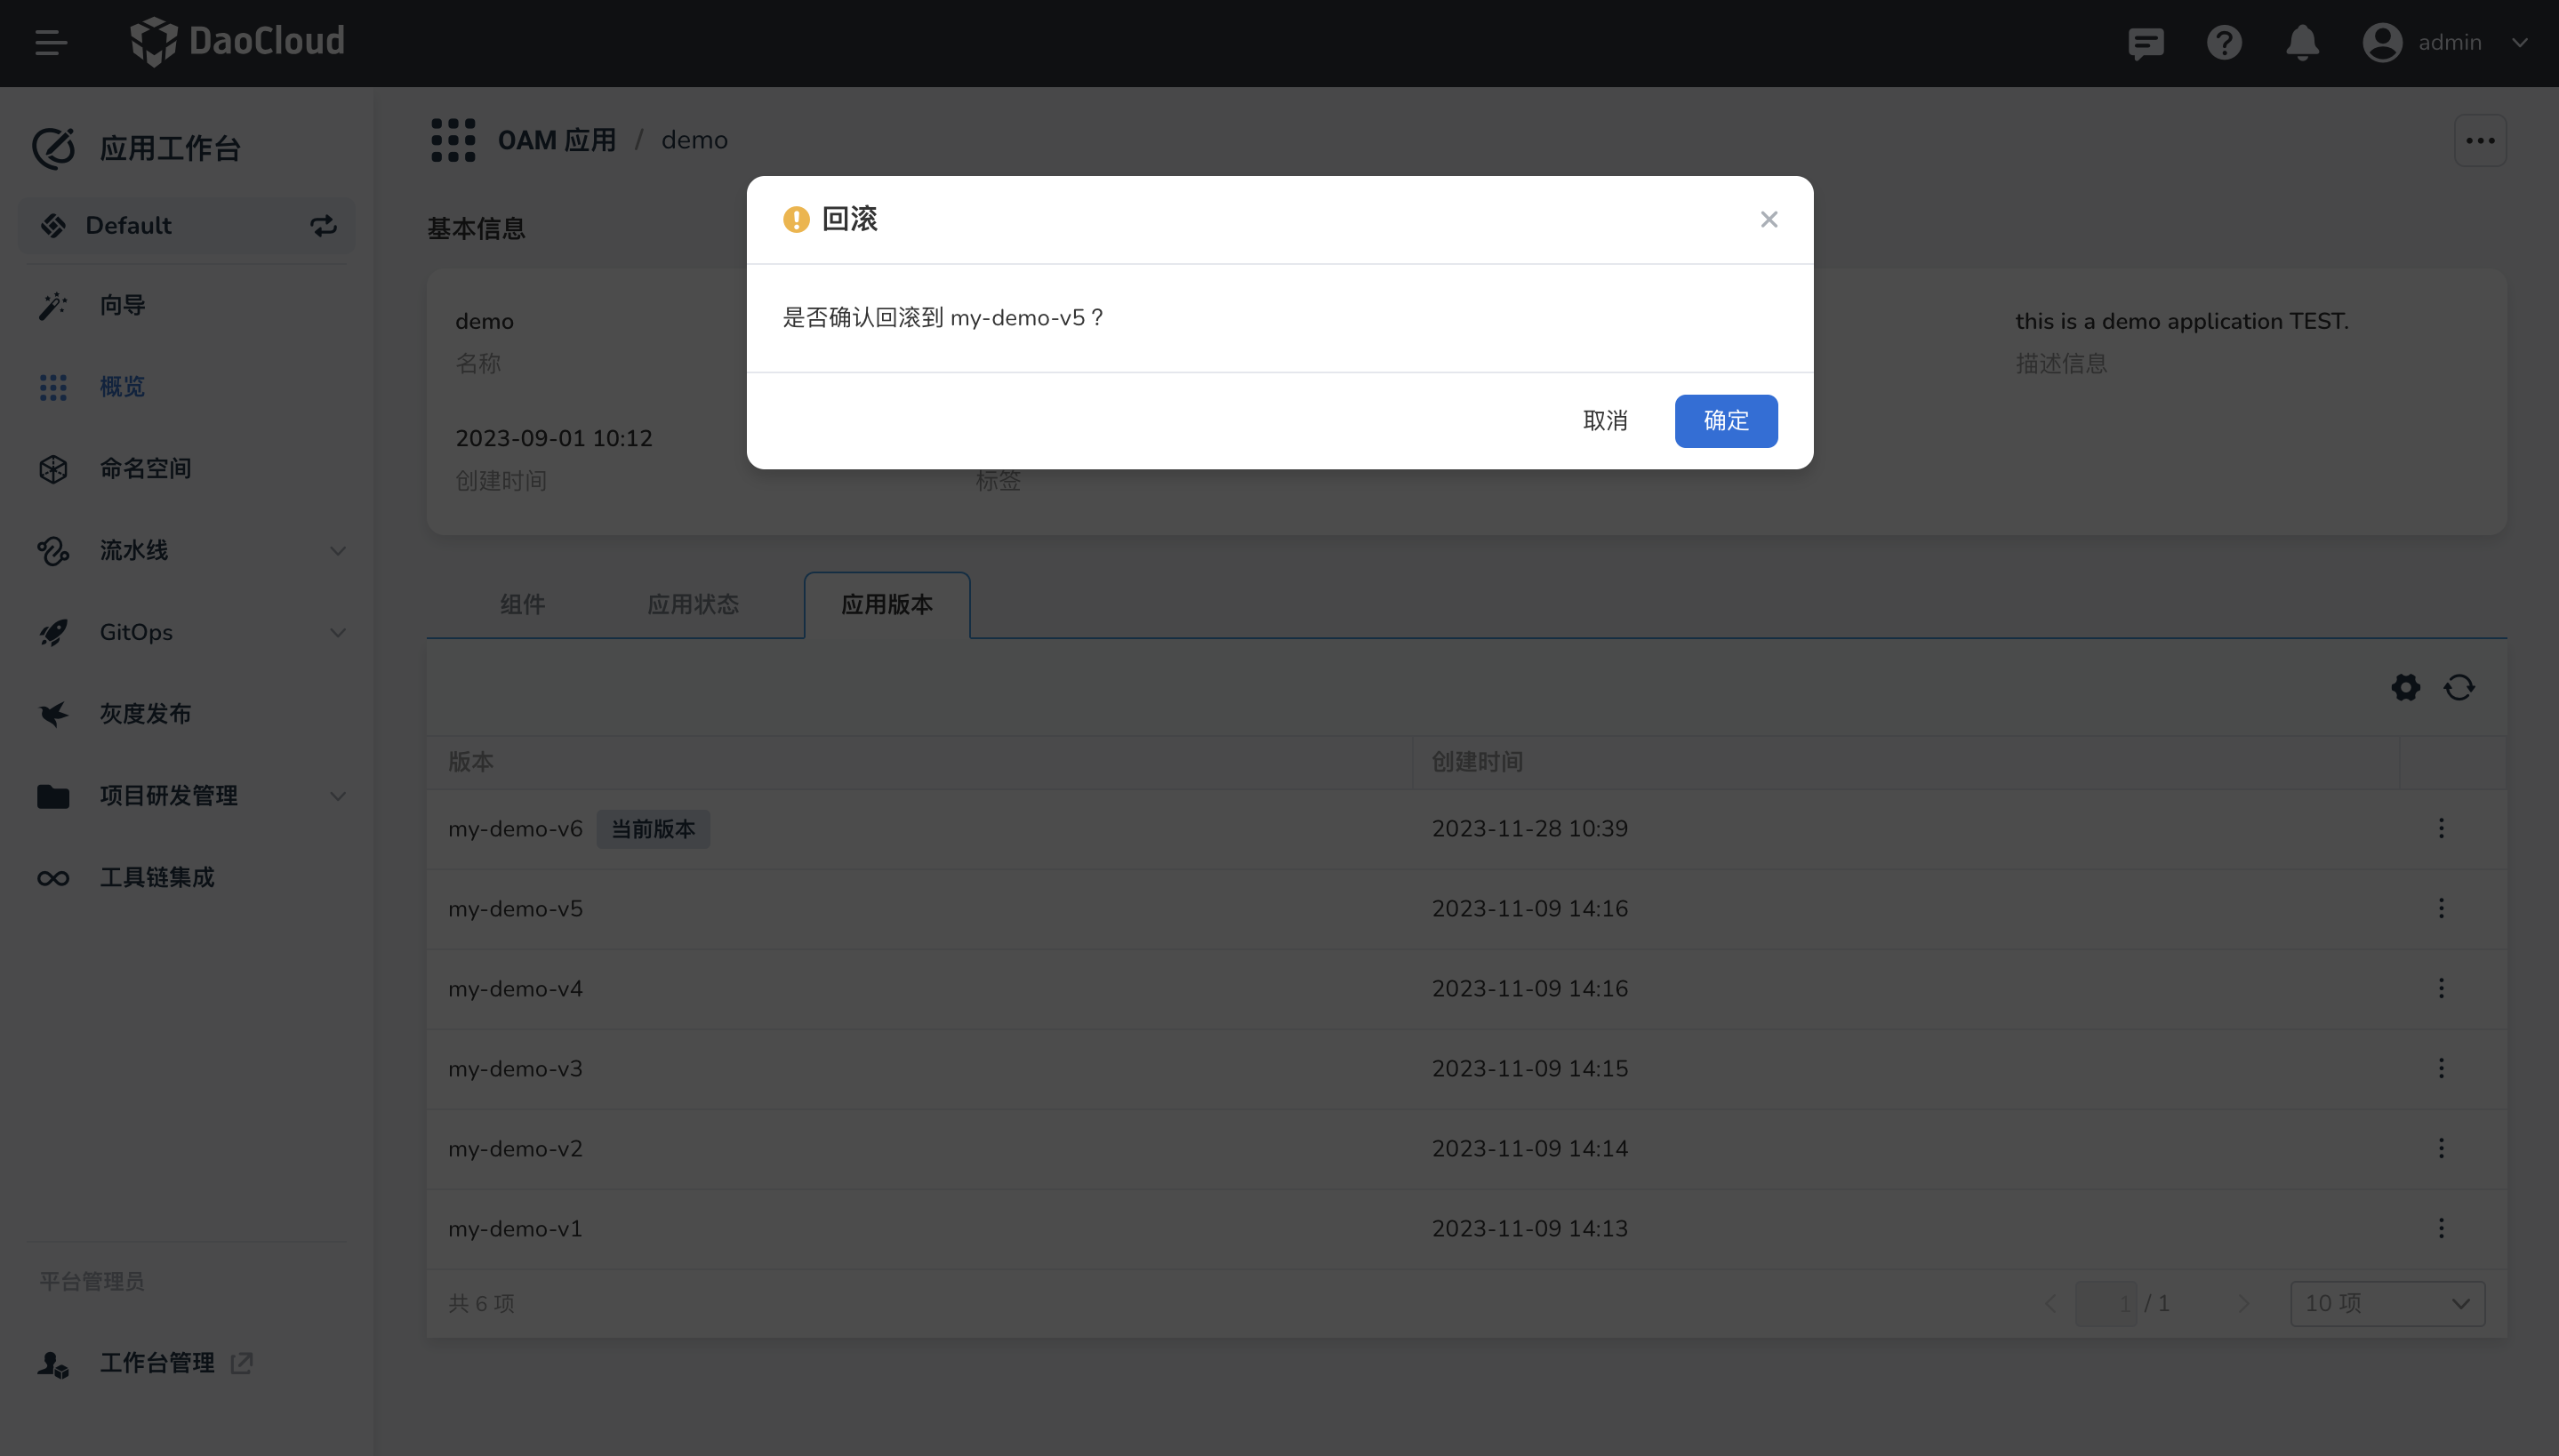 DaoCloud
admin
应用工作台
Default
向导
概览
命名空间
流水线
GitOps
灰度发布
项目研发管理
工具链集成
平台管理员
工作台管理
OAM 应用 / demo
基本信息
demo
名称
this is a demo application TEST.
描述信息
2023-09-01 10:12
创建时间
标签
回滚
是否确认回滚到 my-demo-v5？
取消
确定
组件
应用状态
应用版本
版本
创建时间
my-demo-v6 当前版本 2023-11-28 10:39
my-demo-v5 2023-11-09 14:16
my-demo-v4 2023-11-09 14:16
my-demo-v3 2023-11-09 14:15
my-demo-v2 2023-11-09 14:14
my-demo-v1 2023-11-09 14:13
共 6 项
1 / 1
10 项